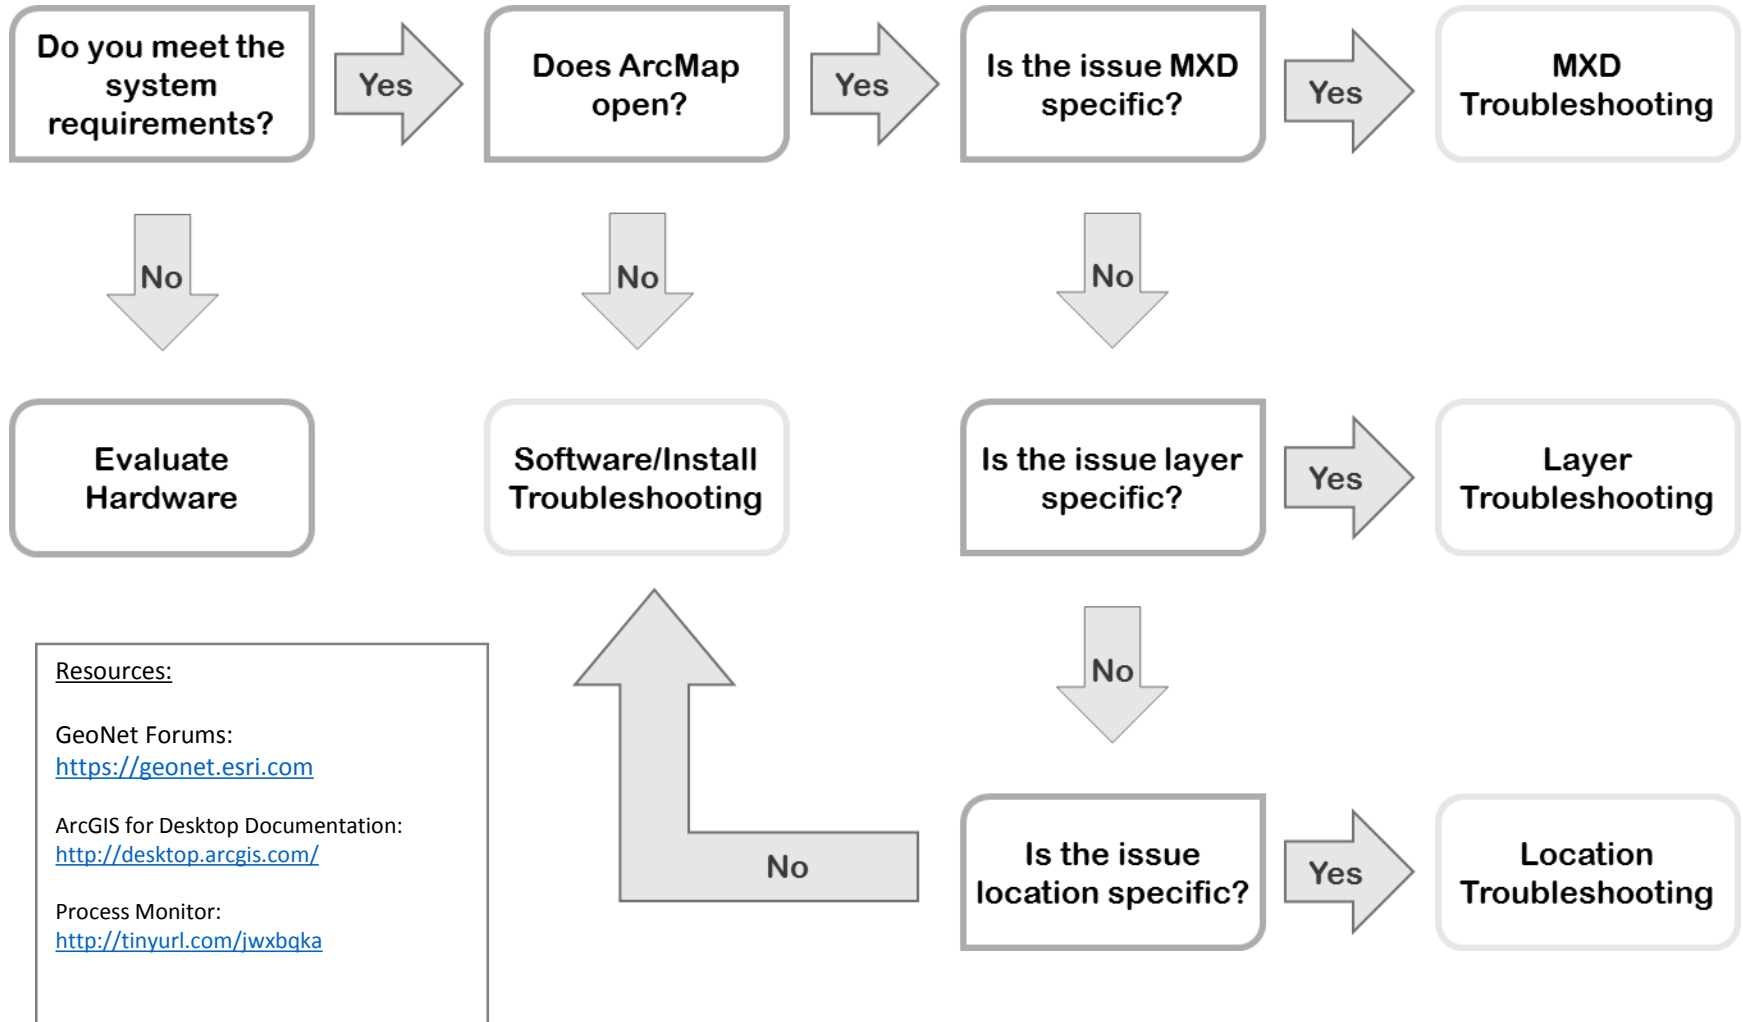 Do you meet the
system
requirements?
Yes
Does ArcMap
open?
Yes
Is the issue MXD
specific?
Yes
MXD
Troubleshooting
No
No
No
Evaluate
Hardware
Software/Install
Troubleshooting
Is the issue layer
specific?
Yes
Layer
Troubleshooting
No
Resources:
GeoNet Forums:
https://geonet.esri.com
ArcGIS for Desktop Documentation:
http://desktop.arcgis.com/
Process Monitor:
http://tinyurl.com/jwxbqka
No
Is the issue
location specific?
Yes
Location
Troubleshooting